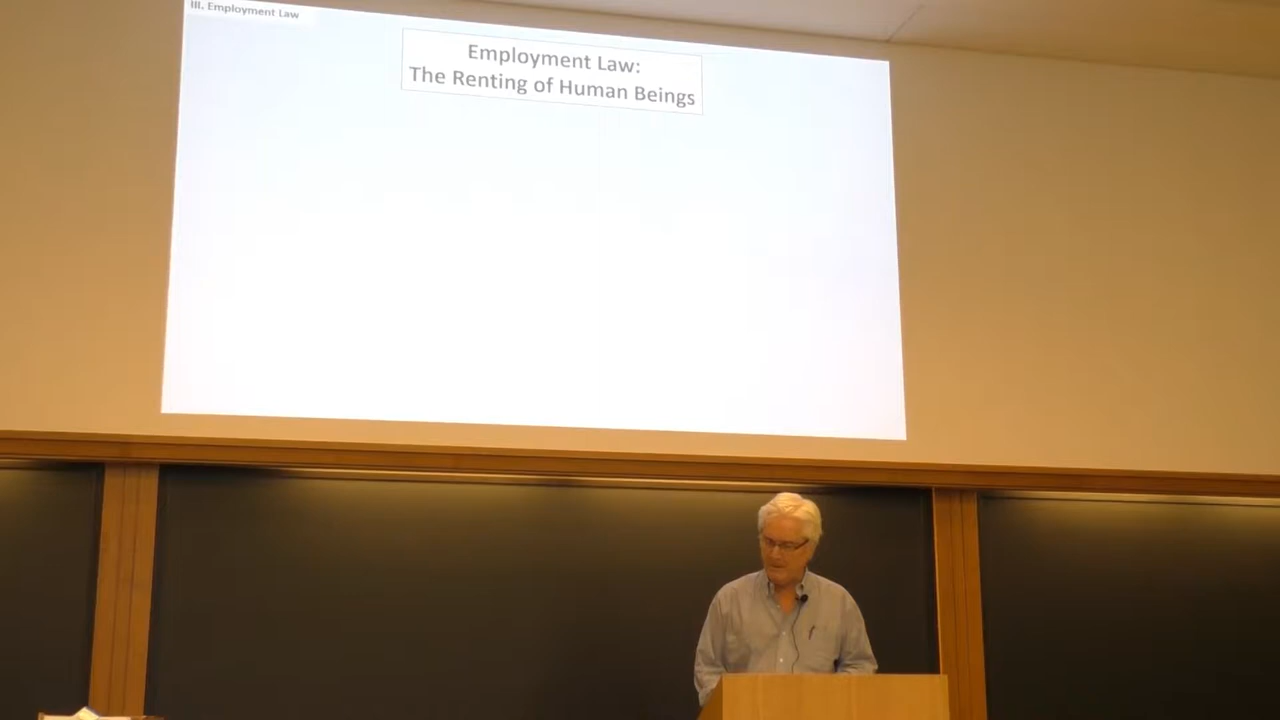 III. Employment Law
Employment Law:
The Renting of Human Beings